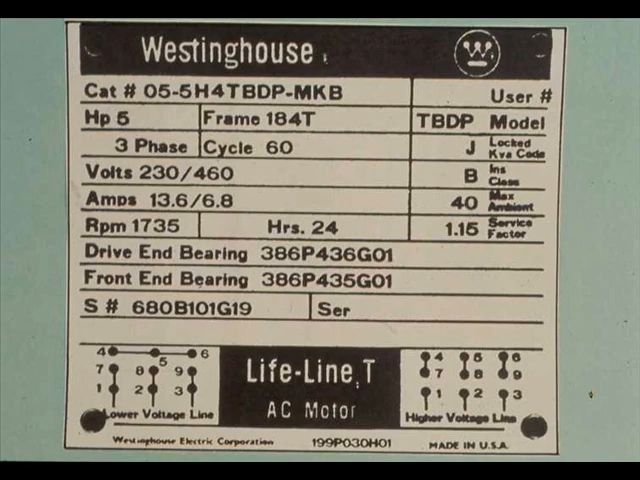 Westinghouse
W
Cat # 05-5H4TBDP-MKB User #
Hp 5 Frame 184T TBDP Model
3 Phase Cycle 60 J Locked Kva Code
Volts 230/460 B Ins Class
Amps 13.6/6.8 40 Max Ambient
Rpm 1735 Hrs. 24 1.15 Service Factor
Drive End Bearing 386P436G01
Front End Bearing 386P435G01
S # 680B101G19 Ser
4 5 6
7 8 9
1 2 3
Lower Voltage Line
Life-Line, T
AC Motor
4 5 6
7 8 9
1 2 3
Higher Voltage Line
Westinghouse Electric Corporation 199P030H01 MADE IN U.S.A.